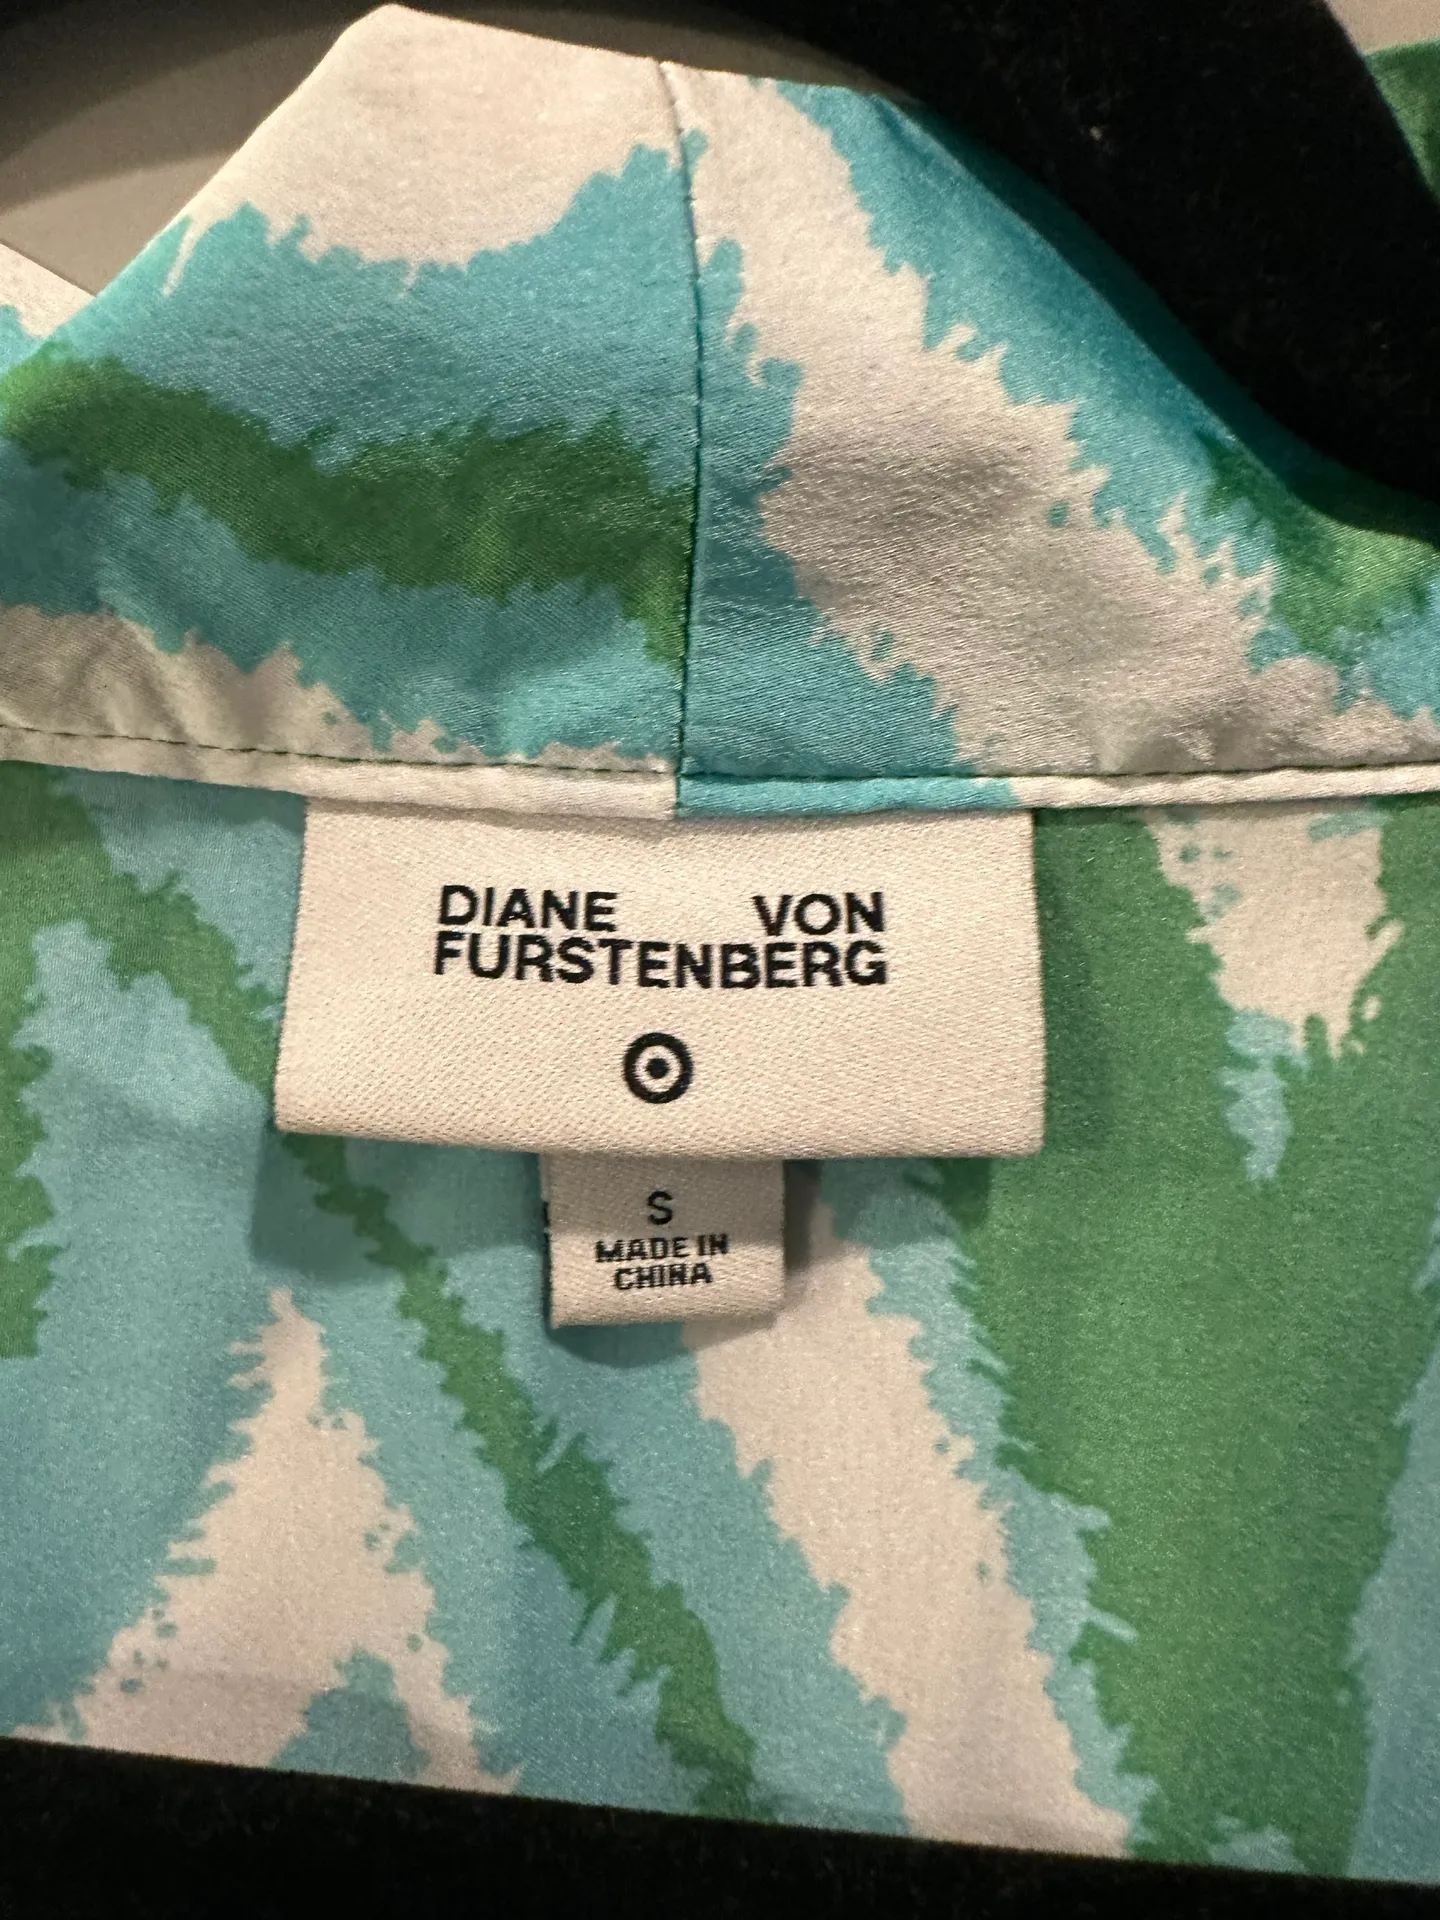 DIANE VON
FURSTENBERG
S
MADE IN
CHINA